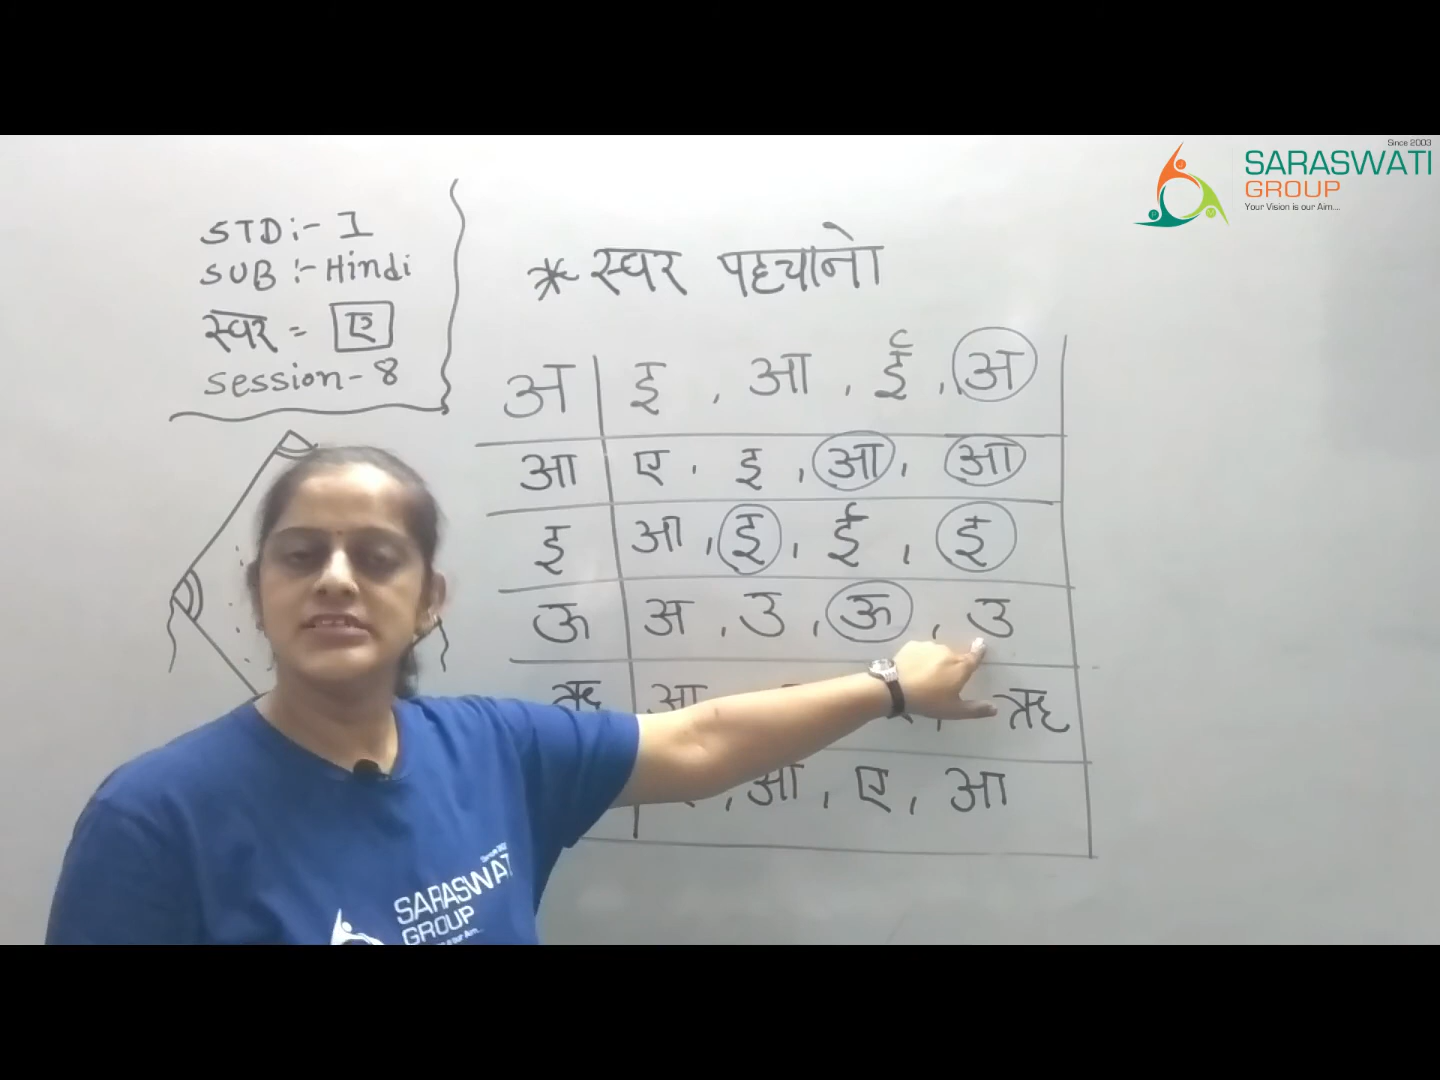 Since 2003
SARASWATI
GROUP
Your Vision is our Aim....
STD :- I
SUB :- Hindi
स्वर = ए
Session - 8
* स्वर पहचानो
अ इ , आ , ई , अ
आ ए , इ , आ , आ
इ आ , इ , ई , इ
ऊ अ , उ , ऊ , उ
ऋ आ ऋ
, आ , ए , आ
SARASWATI
GROUP